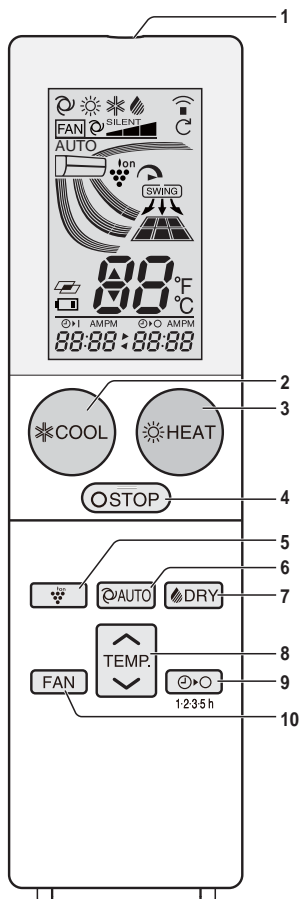 1
SILENT
FAN
AUTO
ion
SWING
88 °F
°C
AMPM AMPM
88:88 88:88
2
3
COOL HEAT
STOP
4
5
6
7
ion AUTO DRY
8
TEMP.
9
FAN
10
1·2·3·5 h